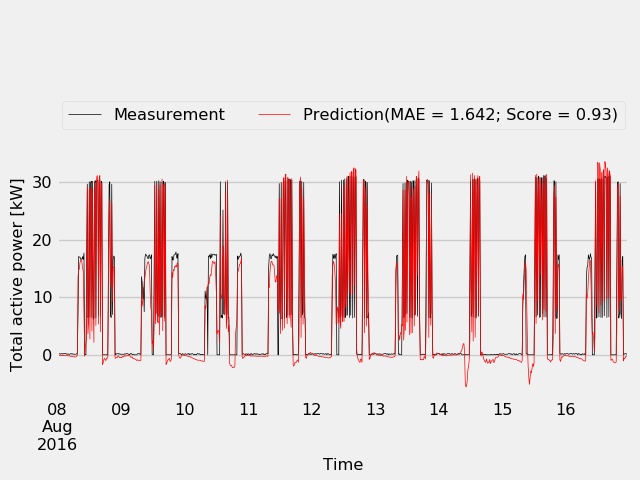 Measurement
Prediction(MAE = 1.642; Score = 0.93)
Total active power [kW]
30
20
10
0
08 09 10 11 12 13 14 15 16
Aug
2016
Time